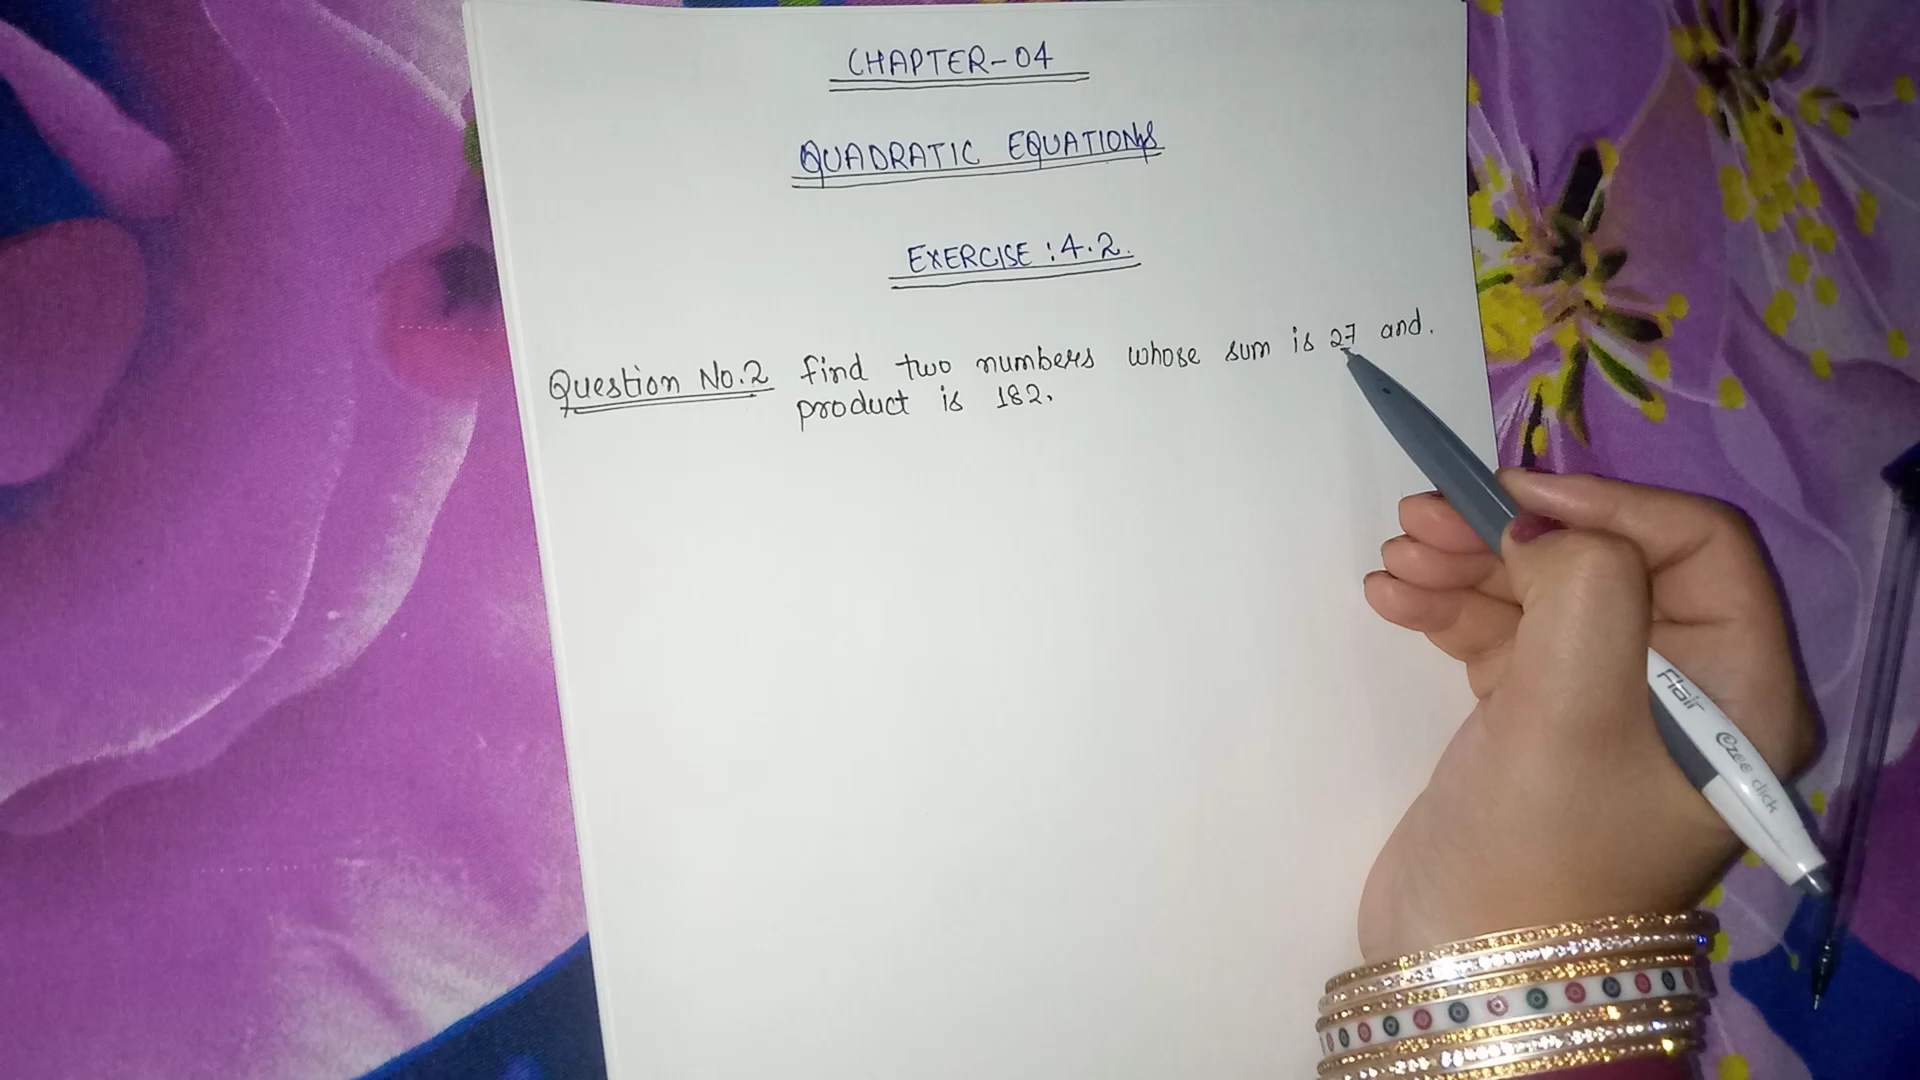 CHAPTER-04
QUADRATIC EQUATIONS
EXERCISE : 4.2.
Question No.2 find two numbers whose sum is 27 and.
product is 182.
Flair
Ezee click